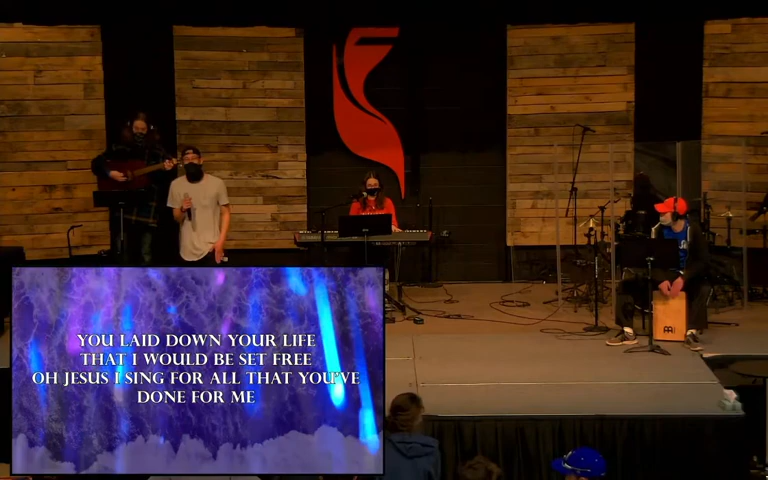 YOU LAID DOWN YOUR LIFE
THAT I WOULD BE SET FREE
OH JESUS I SING FOR ALL THAT YOU'VE
DONE FOR ME